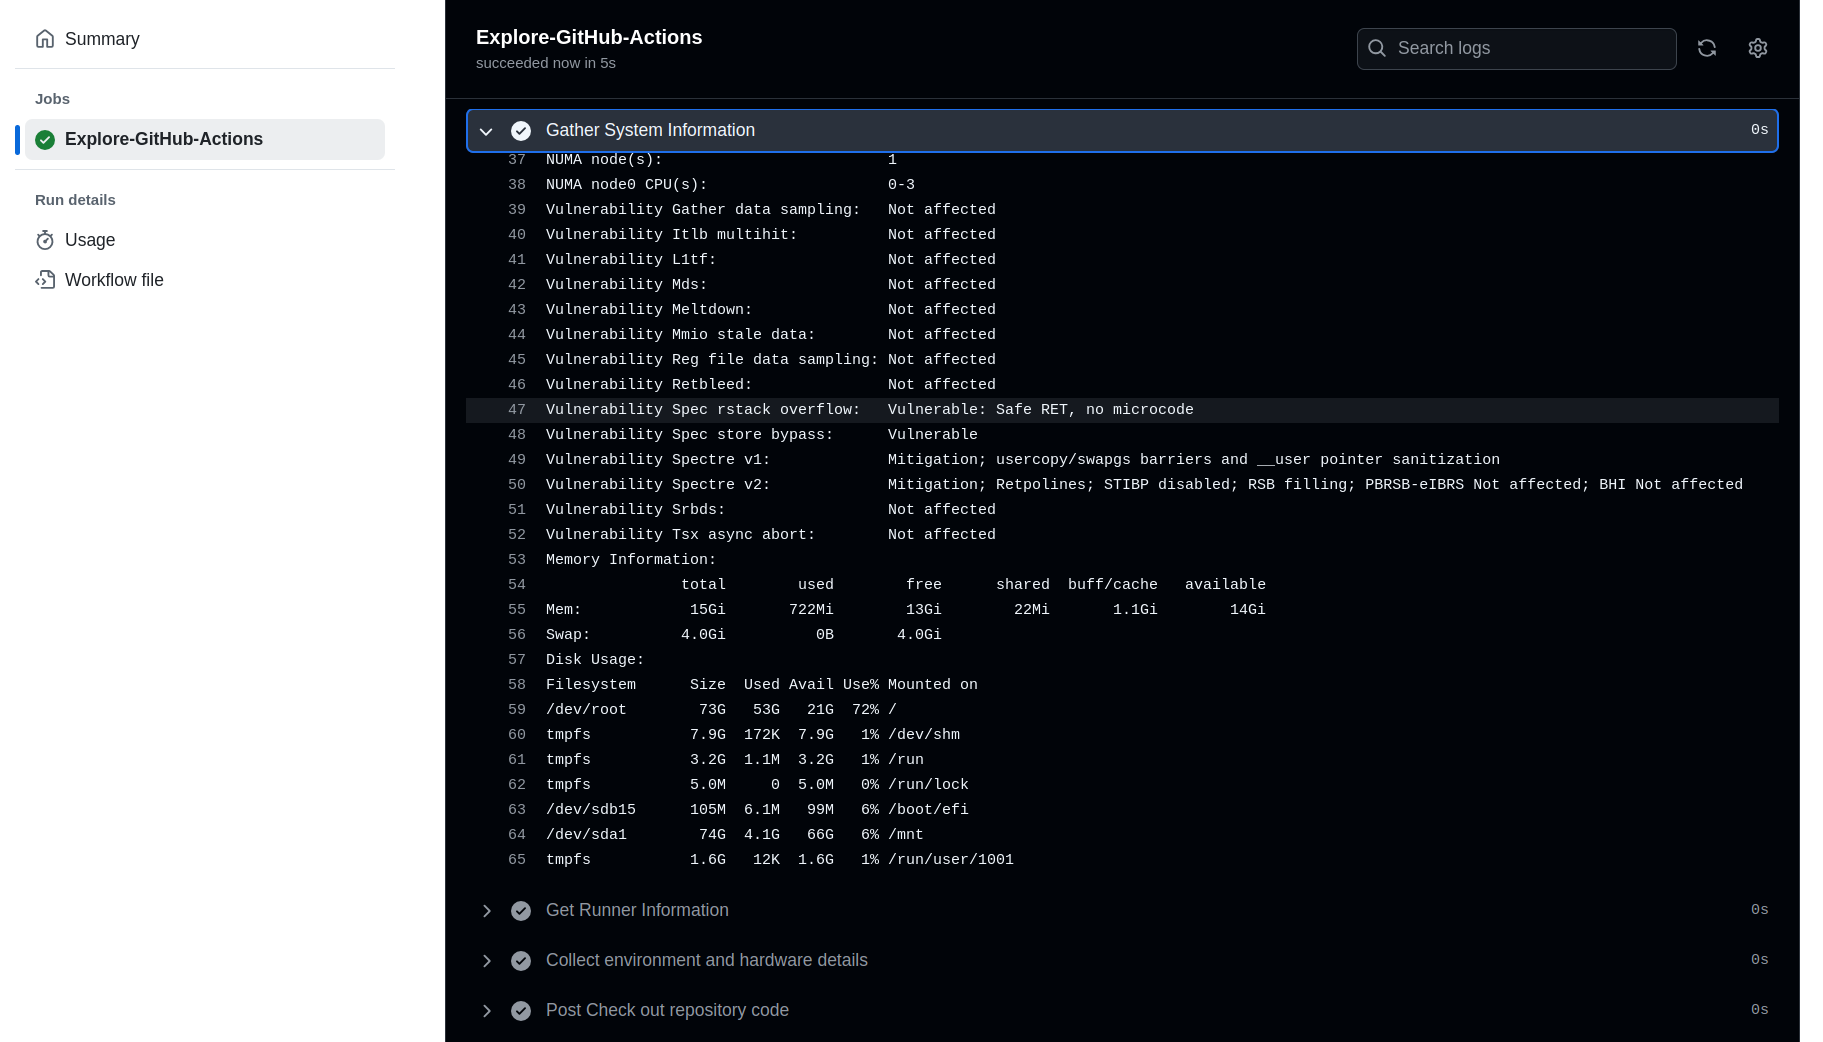 Summary
Jobs
Explore-GitHub-Actions
Run details
Usage
Workflow file
Explore-GitHub-Actions
succeeded now in 5s
Search logs
Gather System Information 0s
37 NUMA node(s): 1
38 NUMA node0 CPU(s): 0-3
39 Vulnerability Gather data sampling: Not affected
40 Vulnerability Itlb multihit: Not affected
41 Vulnerability L1tf: Not affected
42 Vulnerability Mds: Not affected
43 Vulnerability Meltdown: Not affected
44 Vulnerability Mmio stale data: Not affected
45 Vulnerability Reg file data sampling: Not affected
46 Vulnerability Retbleed: Not affected
47 Vulnerability Spec rstack overflow: Vulnerable: Safe RET, no microcode
48 Vulnerability Spec store bypass: Vulnerable
49 Vulnerability Spectre v1: Mitigation; usercopy/swapgs barriers and __user pointer sanitization
50 Vulnerability Spectre v2: Mitigation; Retpolines; STIBP disabled; RSB filling; PBRSB-eIBRS Not affected; BHI Not affected
51 Vulnerability Srbds: Not affected
52 Vulnerability Tsx async abort: Not affected
53 Memory Information:
54 total used free shared buff/cache available
55 Mem: 15Gi 722Mi 13Gi 22Mi 1.1Gi 14Gi
56 Swap: 4.0Gi 0B 4.0Gi
57 Disk Usage:
58 Filesystem Size Used Avail Use% Mounted on
59 /dev/root 73G 53G 21G 72% /
60 tmpfs 7.9G 172K 7.9G 1% /dev/shm
61 tmpfs 3.2G 1.1M 3.2G 1% /run
62 tmpfs 5.0M 0 5.0M 0% /run/lock
63 /dev/sdb15 105M 6.1M 99M 6% /boot/efi
64 /dev/sda1 74G 4.1G 66G 6% /mnt
65 tmpfs 1.6G 12K 1.6G 1% /run/user/1001
Get Runner Information 0s
Collect environment and hardware details 0s
Post Check out repository code 0s